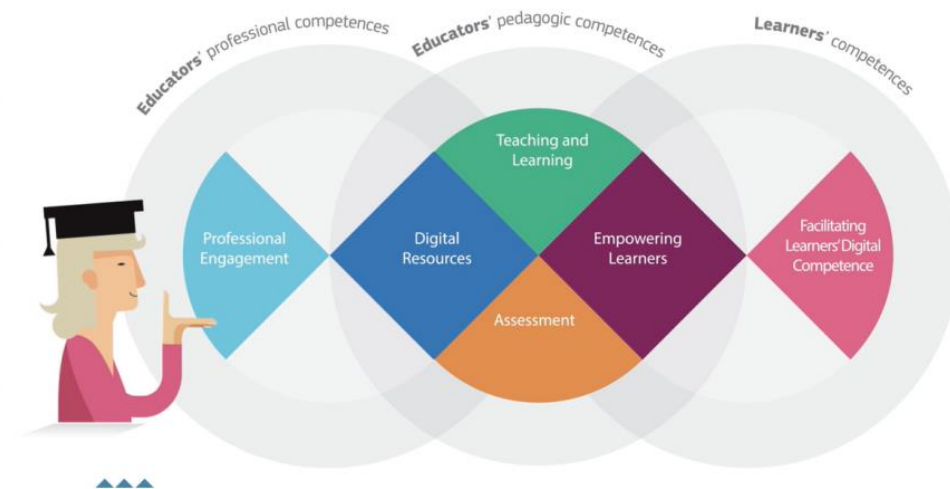 Educators' professional competences
Educators' pedagogic competences
Learners' competences
Teaching and
Learning
Professional
Engagement
Digital
Resources
Empowering
Learners
Facilitating
Learners' Digital
Competence
Assessment